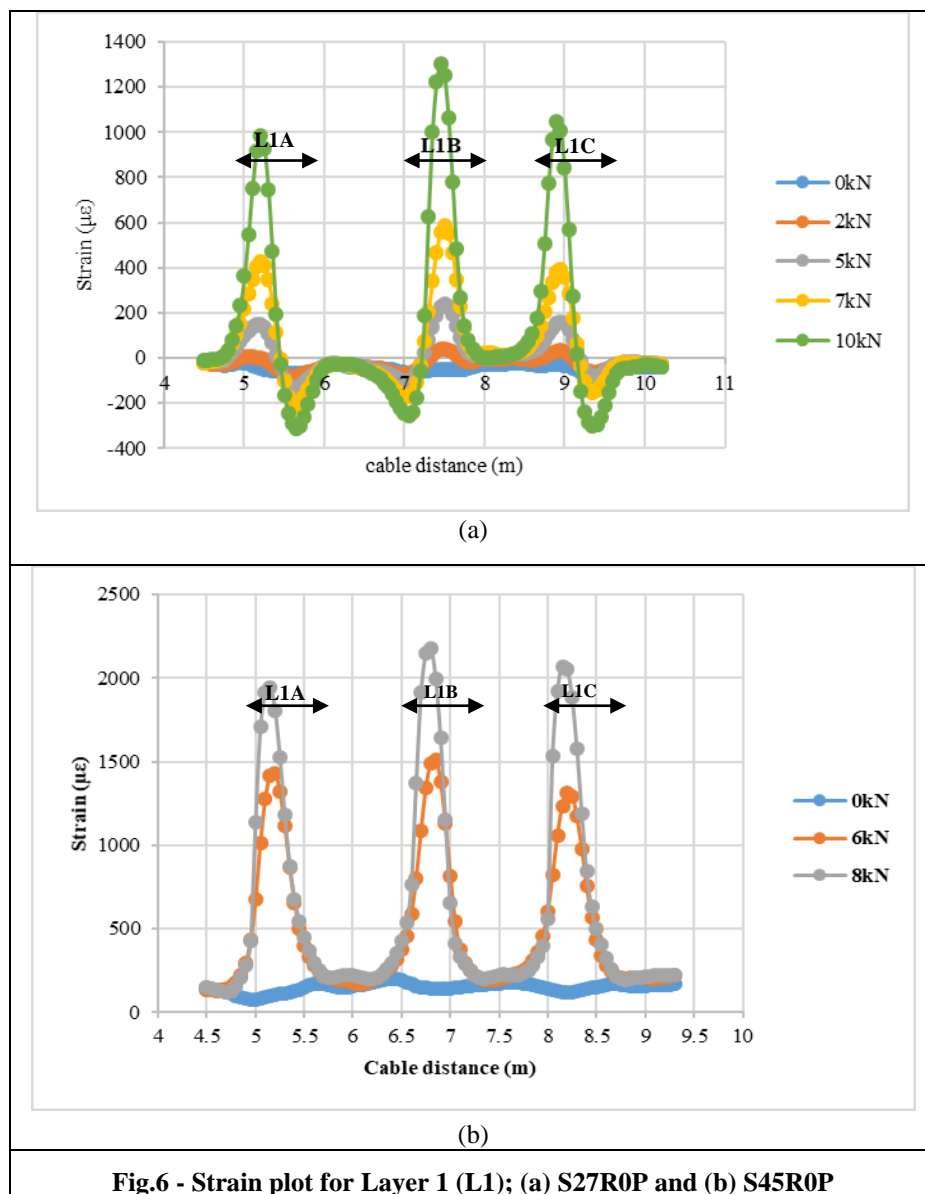 1400
1200
1000
800
600
400
200
0
-200
-400
Strain (με)
L1A
L1B
L1C
4 5 6 7 8 9 10 11
cable distance (m)
0kN
2kN
5kN
7kN
10kN
(a)
2500
2000
1500
1000
500
0
Strain (με)
L1A
L1B
L1C
4 4.5 5 5.5 6 6.5 7 7.5 8 8.5 9 9.5 10
Cable distance (m)
0kN
6kN
8kN
(b)
Fig.6 - Strain plot for Layer 1 (L1); (a) S27R0P and (b) S45R0P